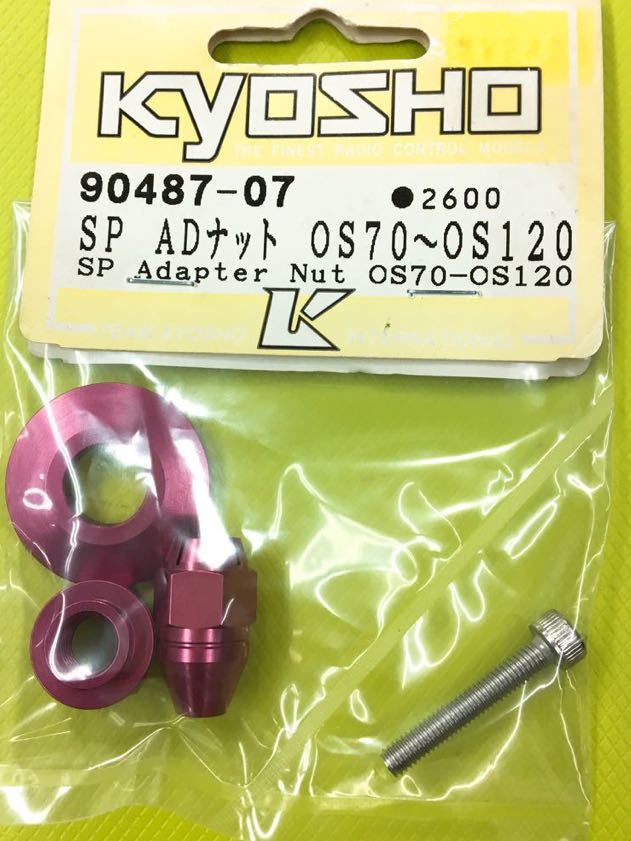 KYOSHO
THE FINEST RADIO CONTROL MODELS
90487-07 ●2600
SP ADナット OS70~OS120
SP Adapter Nut OS70-OS120
TEAM KYOSHO K INTERNATIONAL